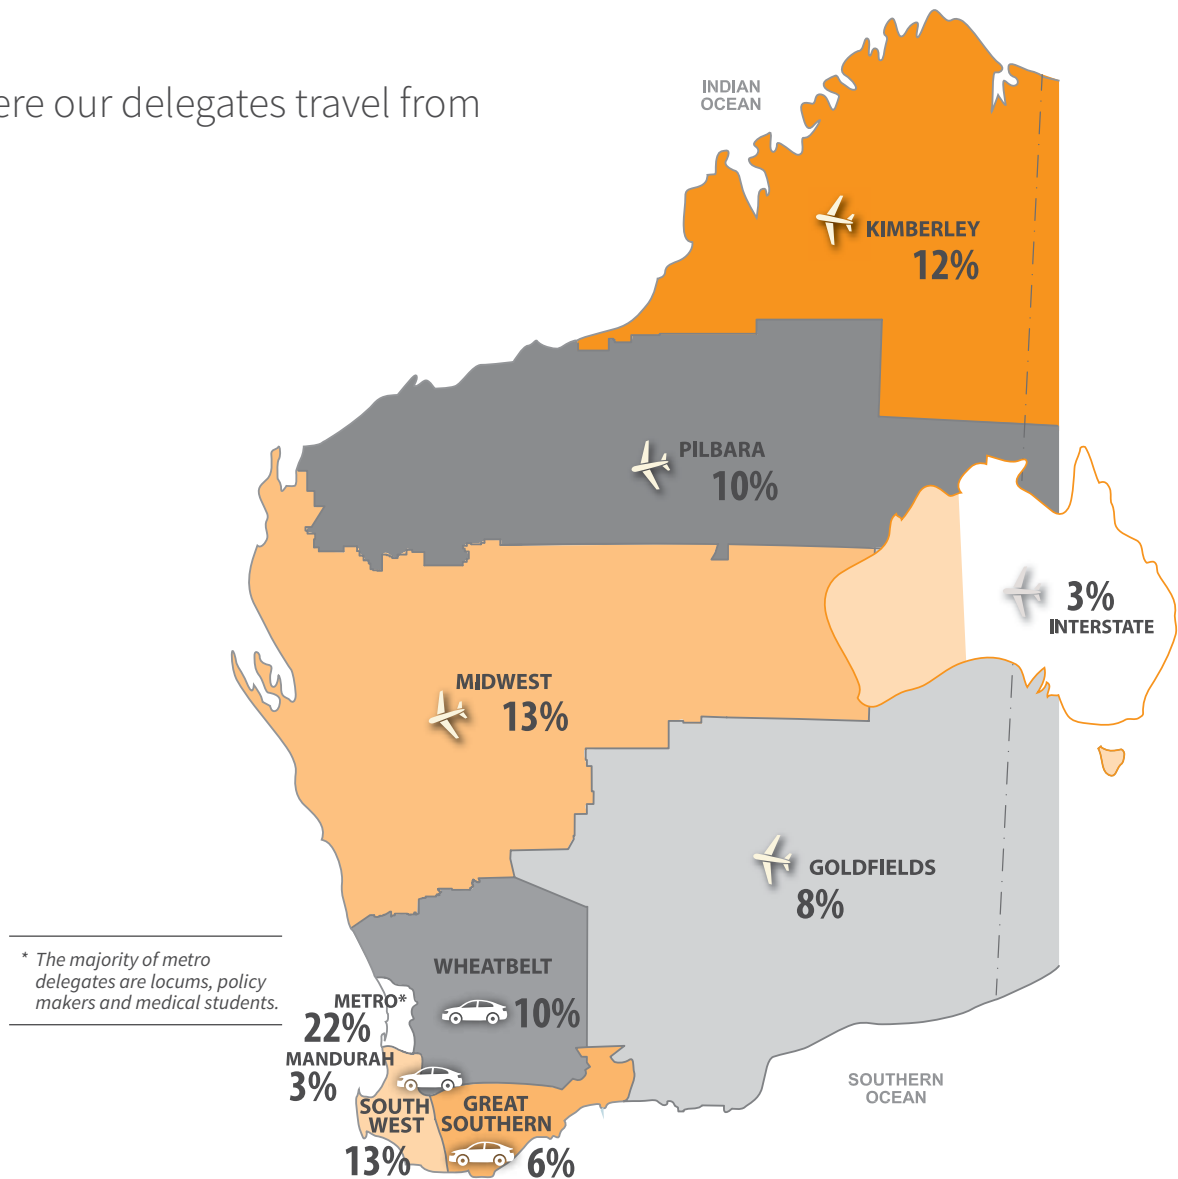 ere our delegates travel from
INDIAN
OCEAN
KIMBERLEY
12%
PILBARA
10%
3%
INTERSTATE
MIDWEST
13%
GOLDFIELDS
8%
WHEATBELT
10%
* The majority of metro
delegates are locums, policy
makers and medical students.
METRO*
22%
MANDURAH
3%
SOUTH
WEST
13%
GREAT
SOUTHERN
6%
SOUTHERN
OCEAN